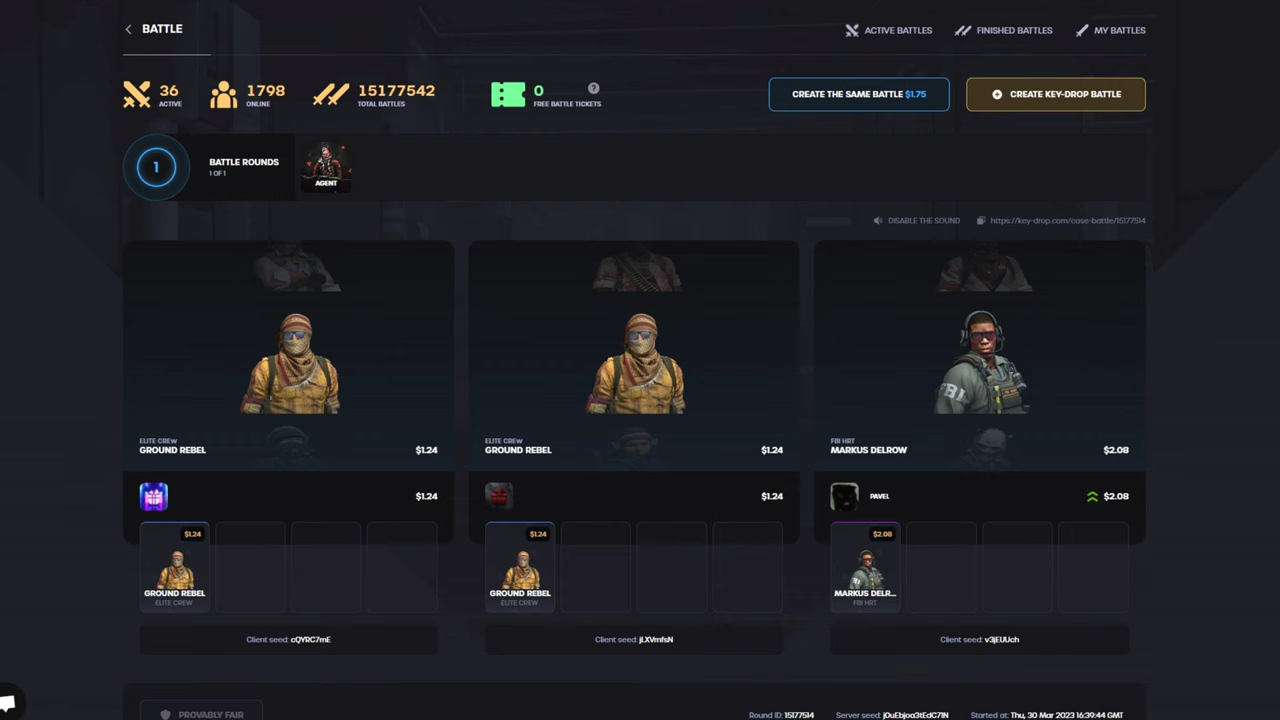 BATTLE
ACTIVE BATTLES
FINISHED BATTLES
MY BATTLES
36
ACTIVE
1798
ONLINE
15177542
TOTAL BATTLES
0
?
FREE BATTLE TICKETS
CREATE THE SAME BATTLE $1.75
CREATE KEY-DROP BATTLE
1
BATTLE ROUNDS
1 OF 1
AGENT
DISABLE THE SOUND
https://key-drop.com/case-battle/15177514
FBI
ELITE CREW
GROUND REBEL
$1.24
ELITE CREW
GROUND REBEL
$1.24
FBI HRT
MARKUS DELROW
$2.08
$1.24
$1.24
PAVEL
$2.08
$1.24
GROUND REBEL
ELITE CREW
$1.24
GROUND REBEL
ELITE CREW
$2.08
MARKUS DELR...
FBI HRT
Client seed: cQYRC7mE
Client seed: jLXVmfsN
Client seed: v3jEUUch
PROVABLY FAIR
Round ID: 15177514
Server seed: j0uEbjoa3tEdC71N
Started at: Thu, 30 Mar 2023 16:39:44 GMT